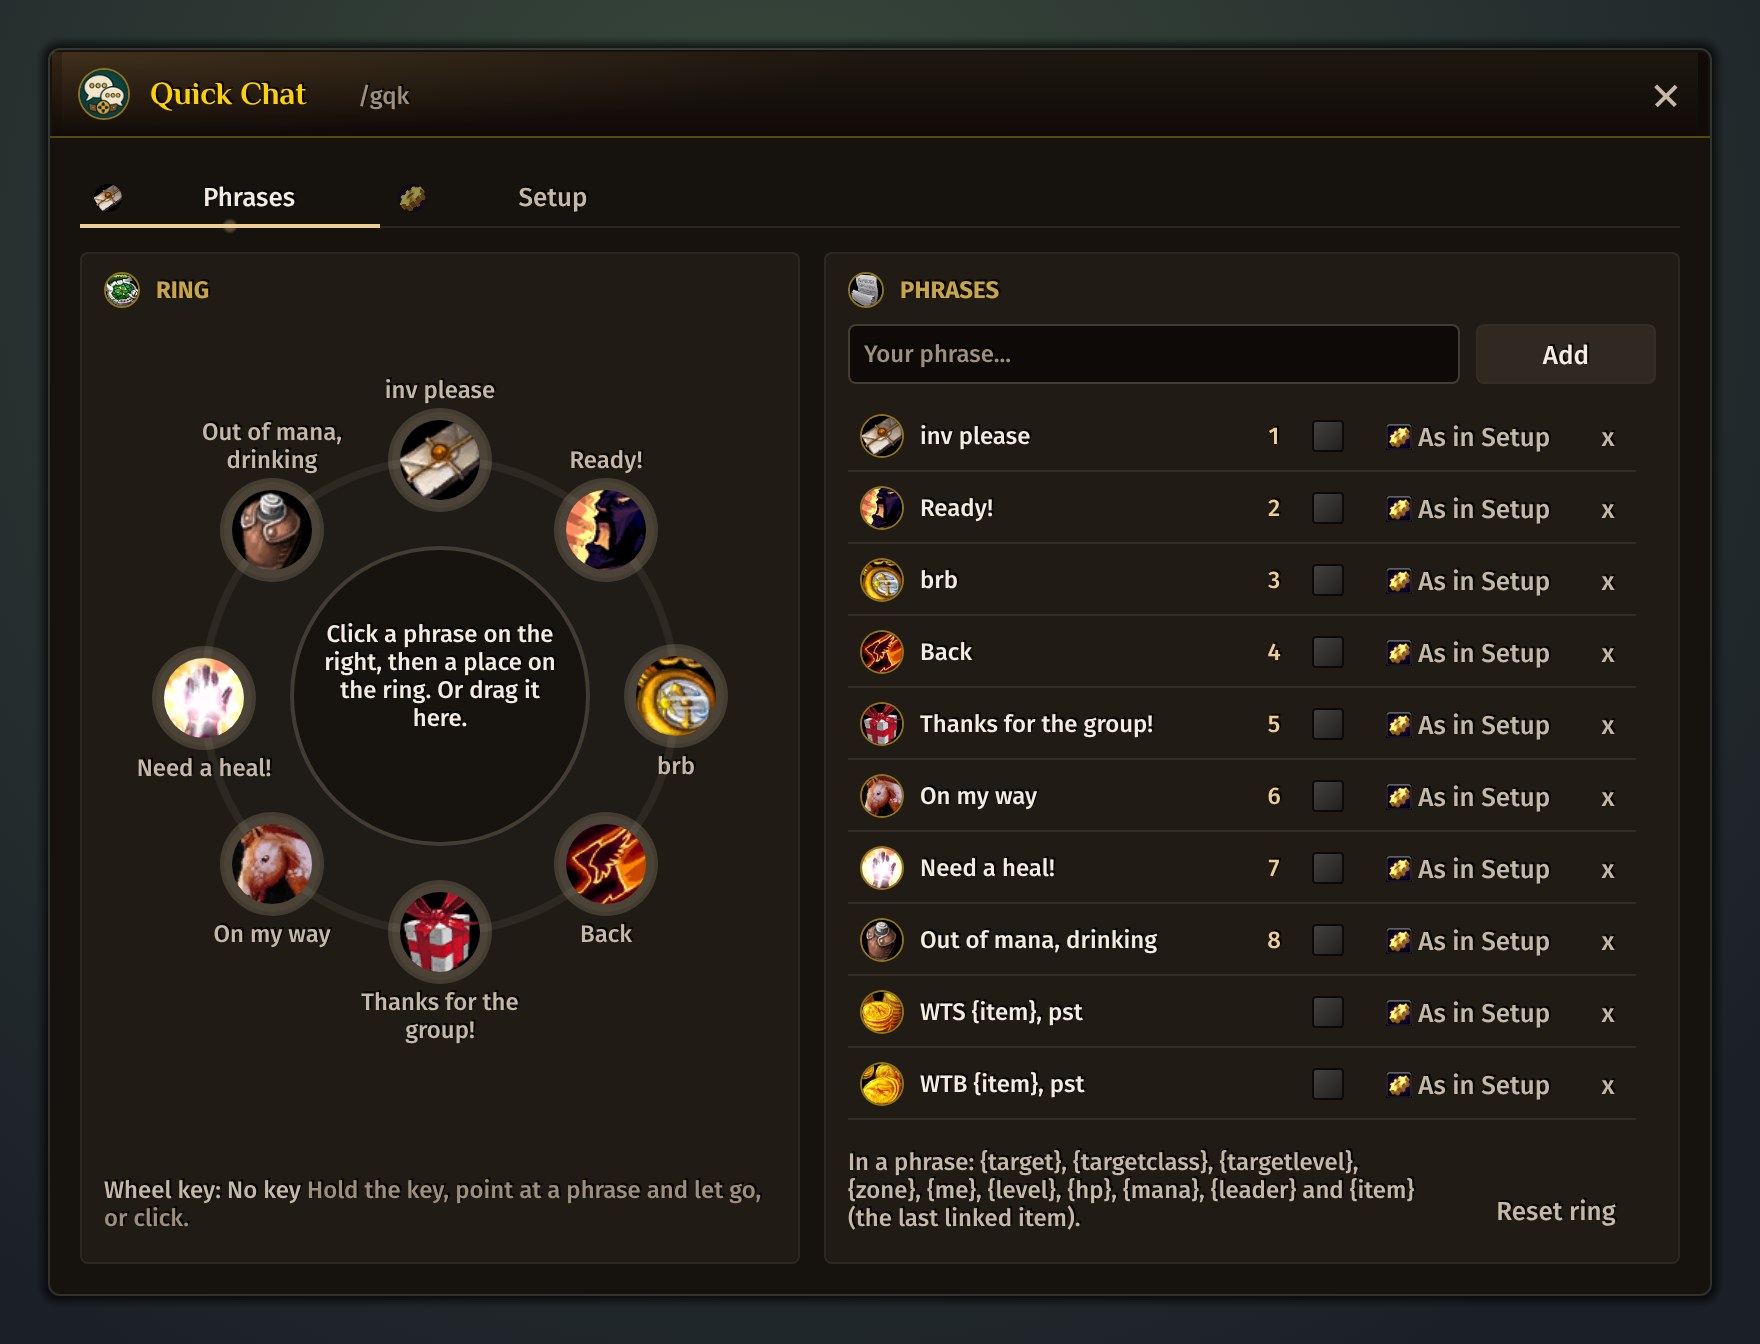 Quick Chat /gqk
Phrases
Setup
RING
inv please
Out of mana,
drinking
Ready!
Click a phrase on the
right, then a place on
the ring. Or drag it
here.
Need a heal!
brb
On my way
Back
Thanks for the
group!
Wheel key: No key Hold the key, point at a phrase and let go,
or click.
PHRASES
Your phrase...
Add
inv please 1 As in Setup x
Ready! 2 As in Setup x
brb 3 As in Setup x
Back 4 As in Setup x
Thanks for the group! 5 As in Setup x
On my way 6 As in Setup x
Need a heal! 7 As in Setup x
Out of mana, drinking 8 As in Setup x
WTS {item}, pst As in Setup x
WTB {item}, pst As in Setup x
In a phrase: {target}, {targetclass}, {targetlevel},
{zone}, {me}, {level}, {hp}, {mana}, {leader} and {item}
(the last linked item).
Reset ring